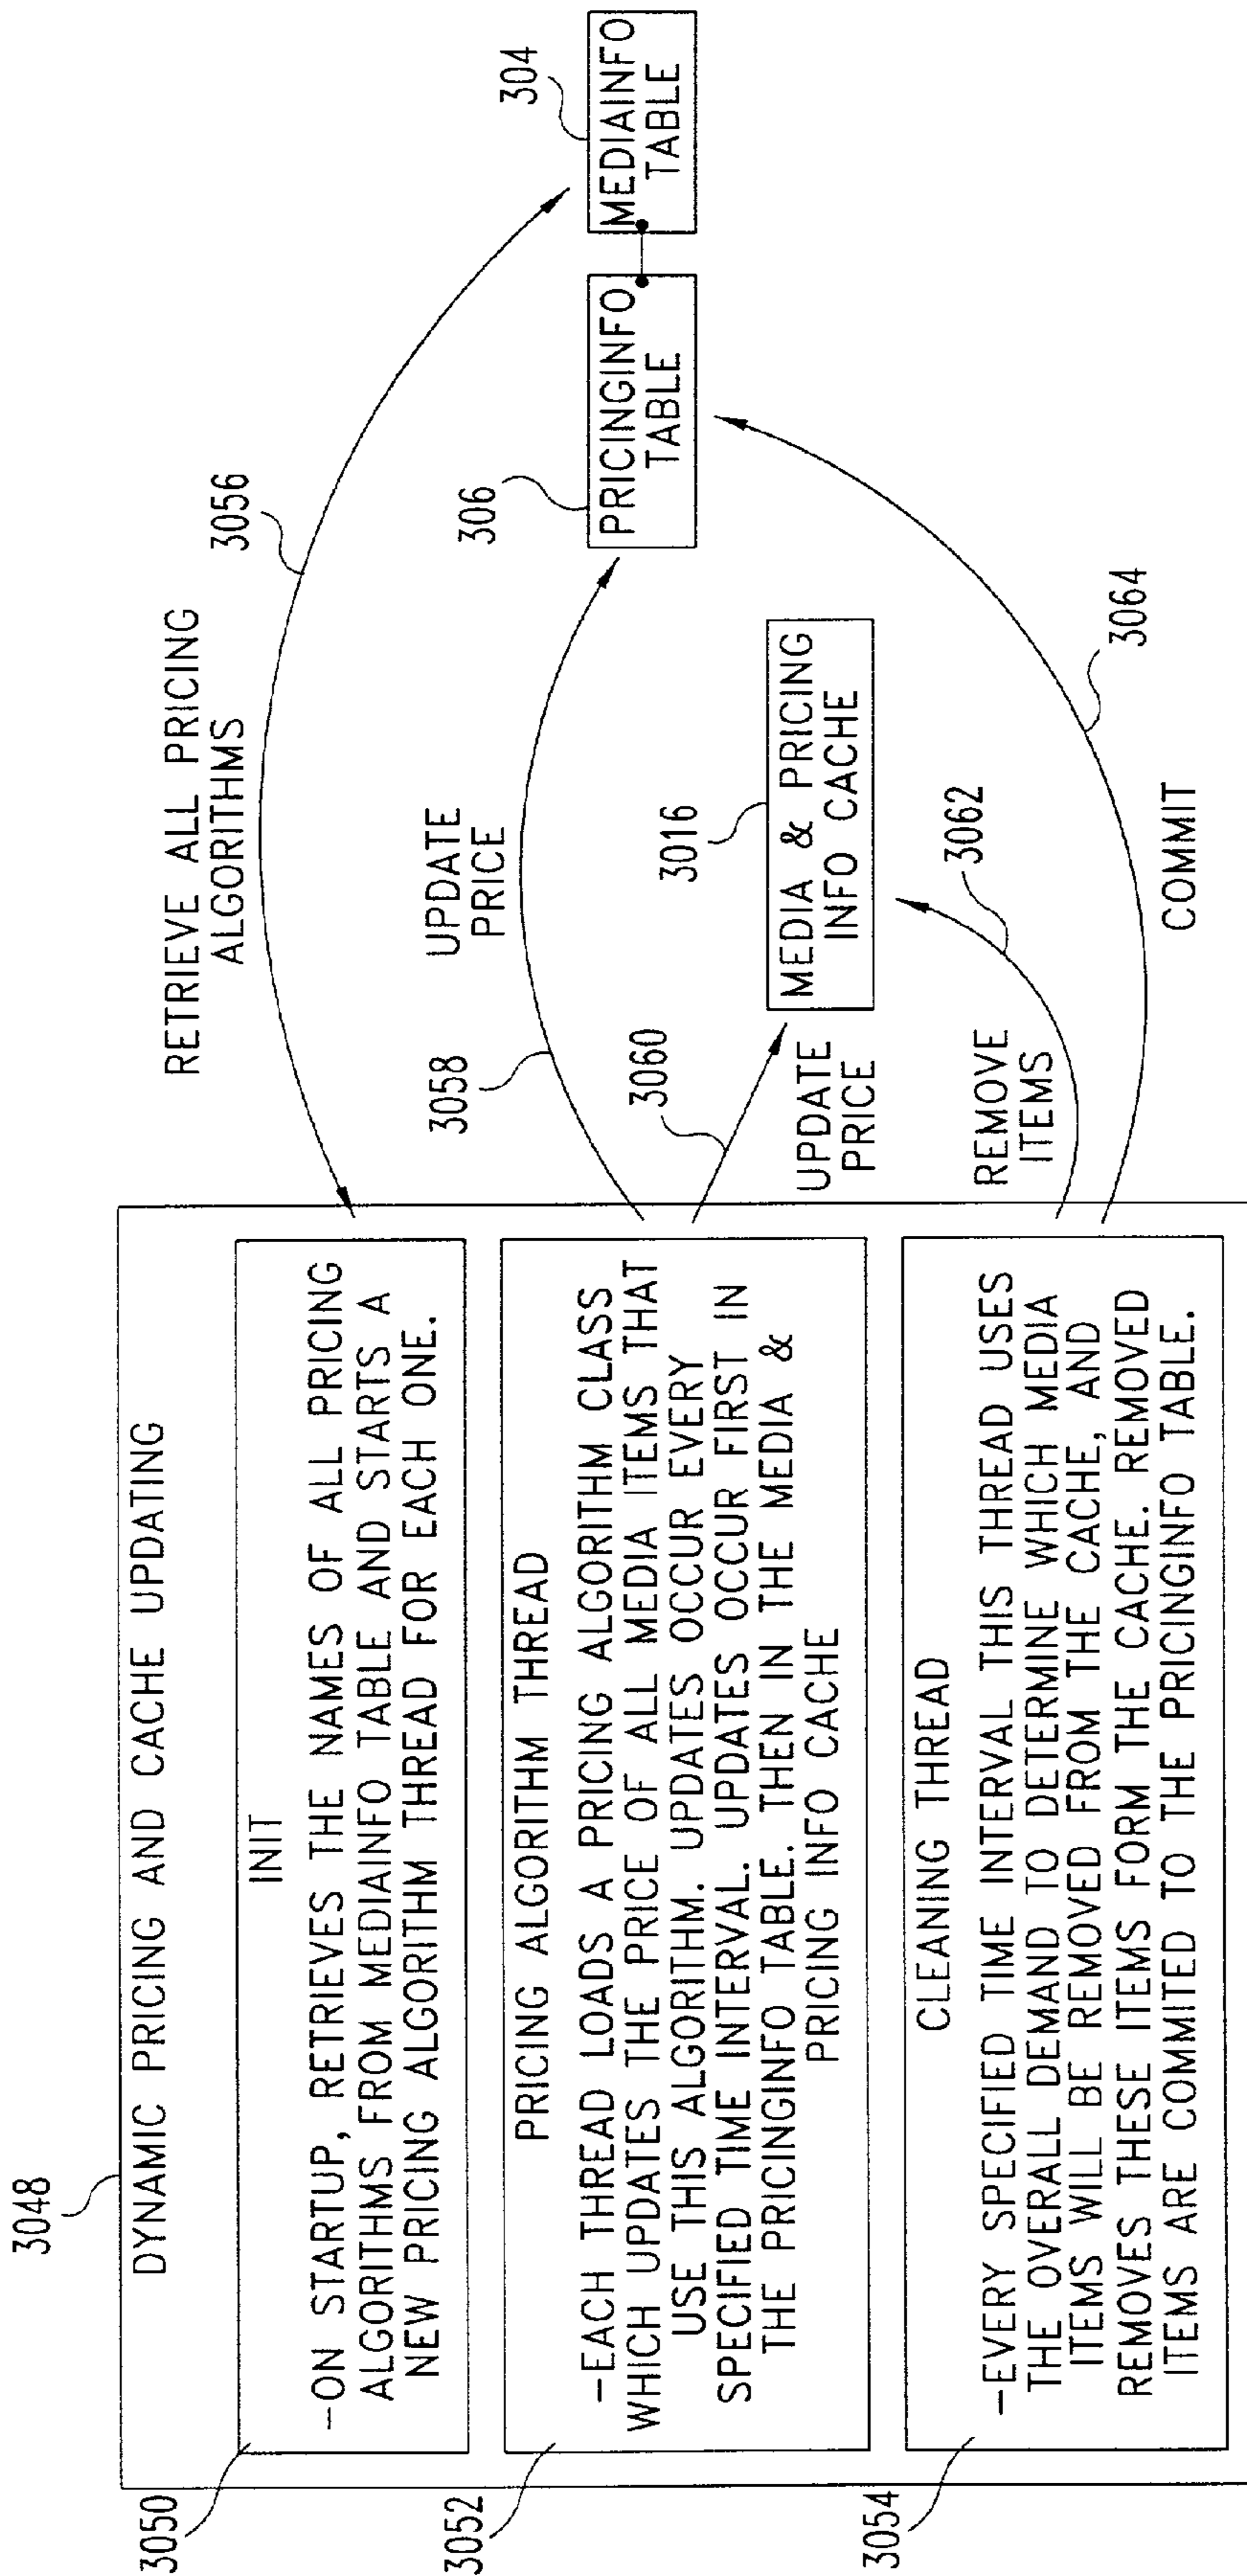 3048
DYNAMIC PRICING AND CACHE UPDATING
3050
INIT
–ON STARTUP, RETRIEVES THE NAMES OF ALL PRICING
ALGORITHMS FROM MEDIAINFO TABLE AND STARTS A
NEW PRICING ALGORITHM THREAD FOR EACH ONE.
3052
PRICING ALGORITHM THREAD
–EACH THREAD LOADS A PRICING ALGORITHM CLASS
WHICH UPDATES THE PRICE OF ALL MEDIA ITEMS THAT
USE THIS ALGORITHM. UPDATES OCCUR EVERY
SPECIFIED TIME INTERVAL. UPDATES OCCUR FIRST IN
THE PRICINGINFO TABLE. THEN IN THE MEDIA &
PRICING INFO CACHE
3054
CLEANING THREAD
–EVERY SPECIFIED TIME INTERVAL THIS THREAD USES
THE OVERALL DEMAND TO DETERMINE WHICH MEDIA
ITEMS WILL BE REMOVED FROM THE CACHE, AND
REMOVES THESE ITEMS FORM THE CACHE. REMOVED
ITEMS ARE COMMITED TO THE PRICINGINFO TABLE.
RETRIEVE ALL PRICING
ALGORITHMS
3056
3058
UPDATE
PRICE
3060
UPDATE
PRICE
REMOVE
ITEMS
3062
COMMIT
3064
3016
MEDIA & PRICING
INFO CACHE
306
PRICINGINFO
TABLE
304
MEDIAINFO
TABLE